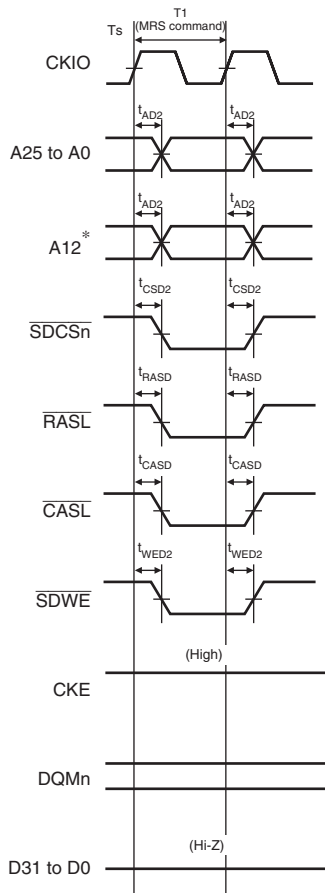 T1
Ts (MRS command)
CKIO
tAD2 tAD2
A25 to A0
tAD2 tAD2
A12*
tCSD2 tCSD2
SDCSn
tRASD tRASD
RASL
tCASD tCASD
CASL
tWED2 tWED2
SDWE
(High)
CKE
DQMn
(Hi-Z)
D31 to D0